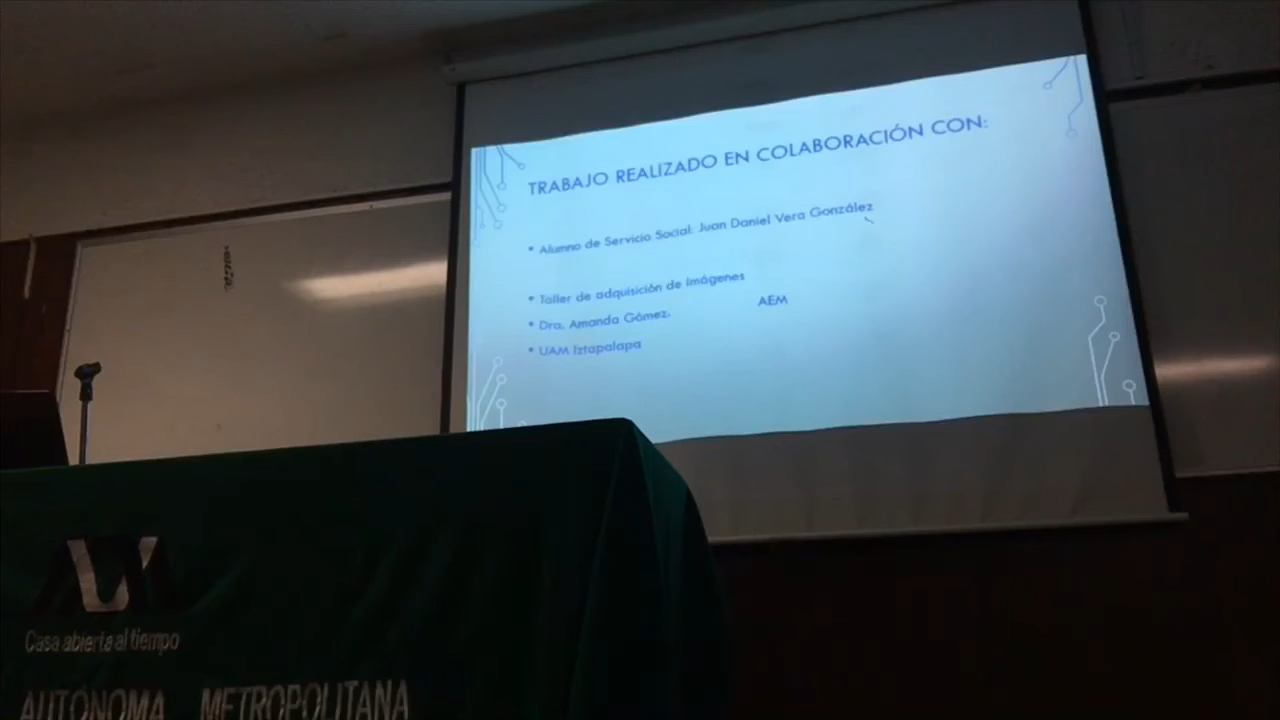 TRABAJO REALIZADO EN COLABORACIÓN CON:
* Alumno de Servicio Social: Juan Daniel Vera González
* Taller de adquisición de Imágenes
* Dra. Amanda Gómez. AEM
* UAM Iztapalapa
Casa abierta al tiempo
AUTÓNOMA METROPOLITANA